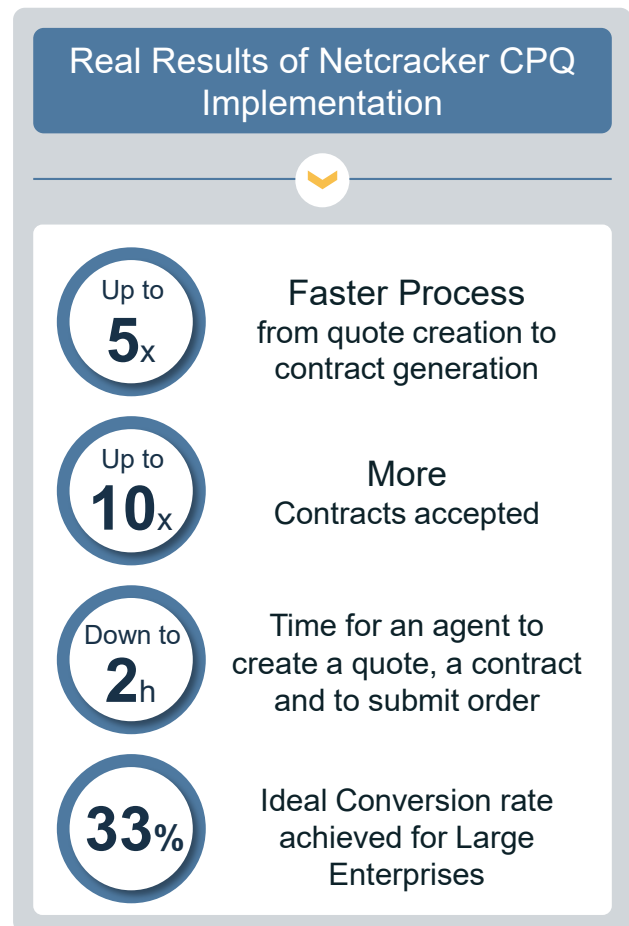 Real Results of Netcracker CPQ
Implementation
Up to
5x
Faster Process
from quote creation to
contract generation
Up to
10x
More
Contracts accepted
Down to
2h
Time for an agent to
create a quote, a contract
and to submit order
33%
Ideal Conversion rate
achieved for Large
Enterprises